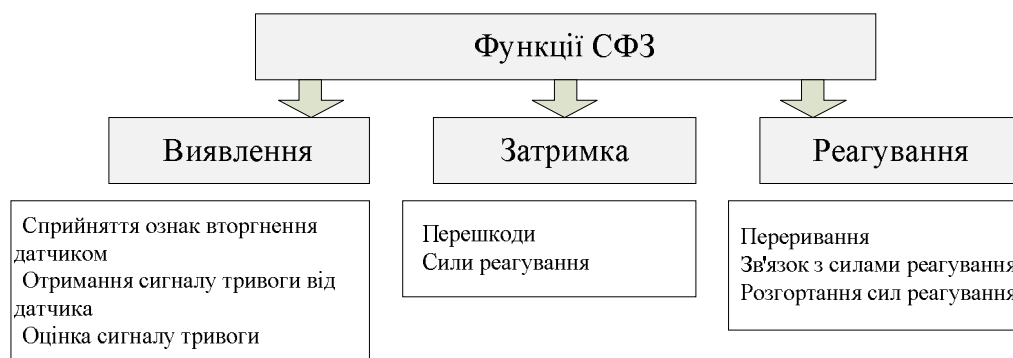 Функції СФЗ
Виявлення
Затримка
Реагування
Сприйняття ознак вторгнення
датчиком
Отримання сигналу тривоги від
датчика
Оцінка сигналу тривоги
Перешкоди
Сили реагування
Переривання
Зв'язок з силами реагування
Розгортання сил реагування